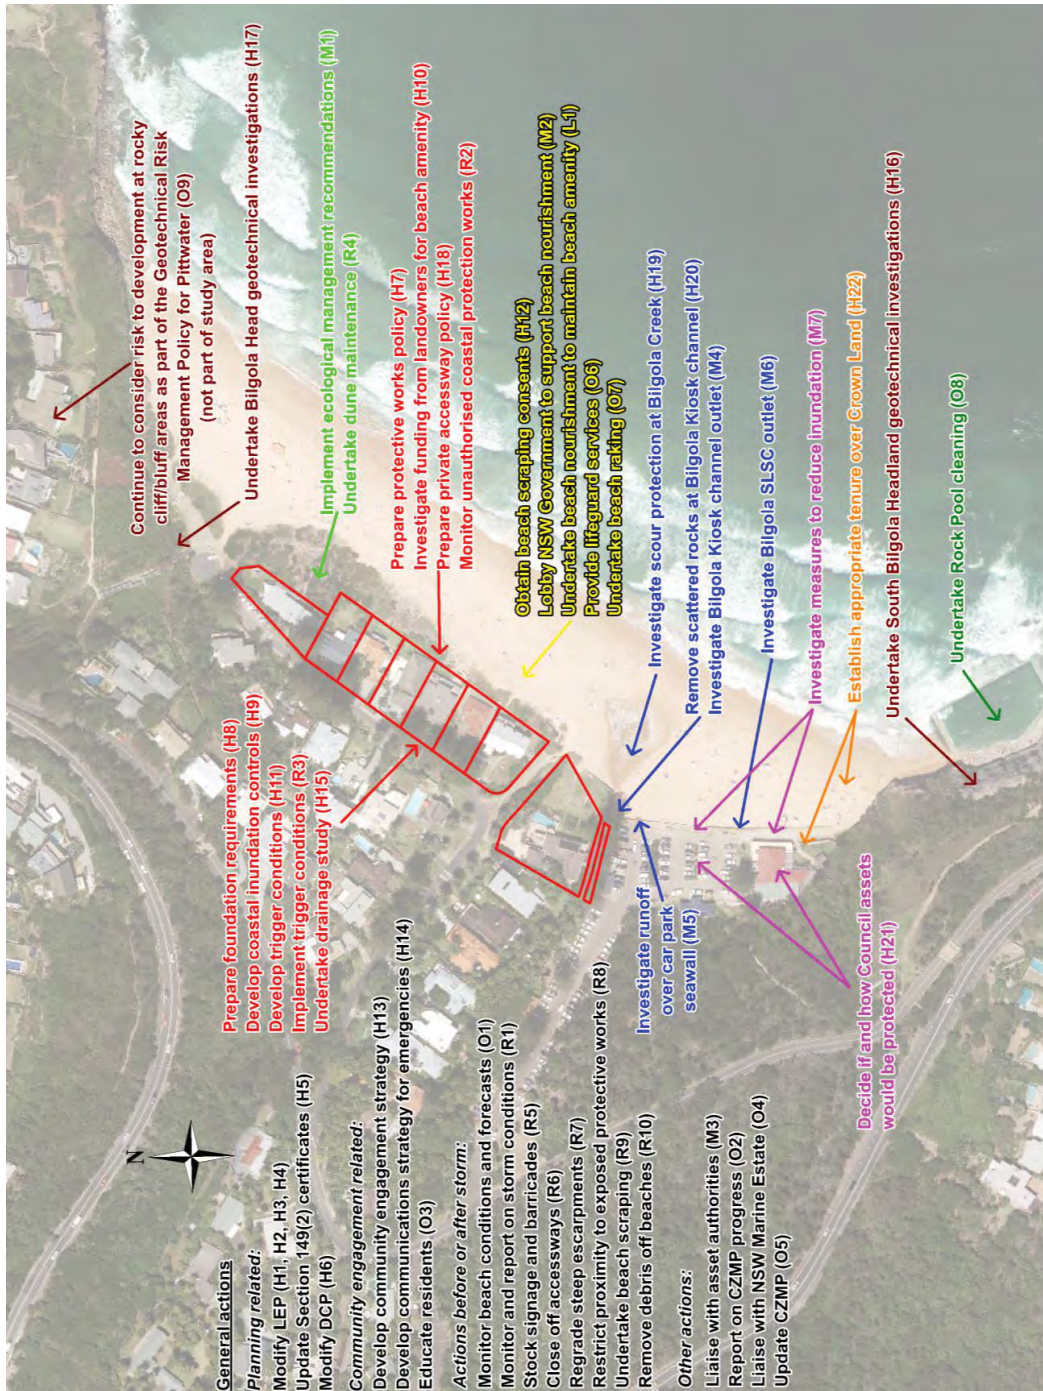 General actions
Planning related:
Modify LEP (H1, H2, H3, H4)
Update Section 149(2) certificates (H5)
Modify DCP (H6)
Community engagement related:
Develop community engagement strategy (H13)
Develop communications strategy for emergencies (H14)
Educate residents (O3)
Actions before or after storm:
Monitor beach conditions and forecasts (O1)
Monitor and report on storm conditions (R1)
Stock signage and barricades (R5)
Close off accessways (R6)
Regrade steep escarpments (R7)
Restrict proximity to exposed protective works (R8)
Undertake beach scraping (R9)
Remove debris off beaches (R10)
Other actions:
Liaise with asset authorities (M3)
Report on CZMP progress (O2)
Liaise with NSW Marine Estate (O4)
Update CZMP (O5)
N
Prepare foundation requirements (H8)
Develop coastal inundation controls (H9)
Develop trigger conditions (H11)
Implement trigger conditions (R3)
Undertake drainage study (H15)
Investigate runoff
over car park
seawall (M5)
Decide if and how Council assets
would be protected (H21)
Continue to consider risk to development at rocky
cliff/bluff areas as part of the Geotechnical Risk
Management Policy for Pittwater (O9)
(not part of study area)
Undertake Bilgola Head geotechnical investigations (H17)
Implement ecological management recommendations (M1)
Undertake dune maintenance (R4)
Prepare protective works policy (H7)
Investigate funding from landowners for beach amenity (H10)
Prepare private accessway policy (H18)
Monitor unauthorised coastal protection works (R2)
Obtain beach scraping consents (H12)
Lobby NSW Government to support beach nourishment (M2)
Undertake beach nourishment to maintain beach amenity (L1)
Provide lifeguard services (O6)
Undertake beach raking (O7)
Investigate scour protection at Bilgola Creek (H19)
Remove scattered rocks at Bilgola Kiosk channel (H20)
Investigate Bilgola Kiosk channel outlet (M4)
Investigate Bilgola SLSC outlet (M6)
Investigate measures to reduce inundation (M7)
Establish appropriate tenure over Crown Land (H22)
Undertake South Bilgola Headland geotechnical investigations (H16)
Undertake Rock Pool cleaning (O8)